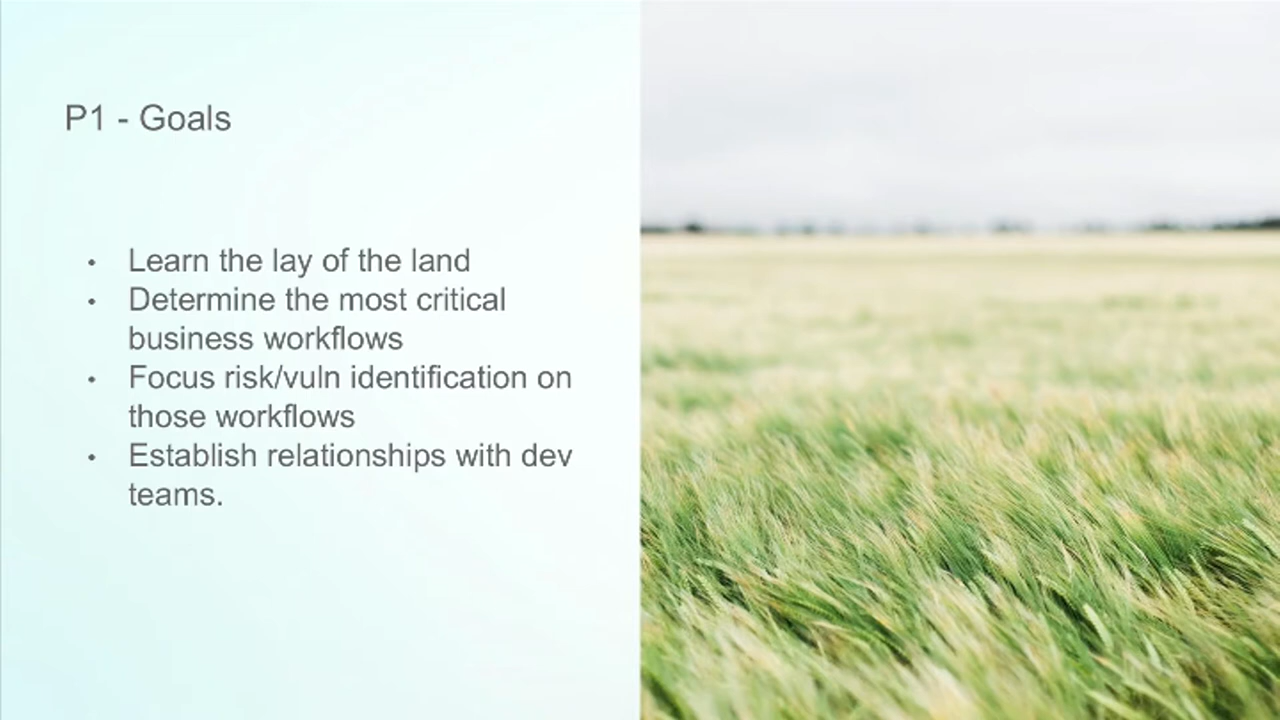 P1 - Goals
• Learn the lay of the land
• Determine the most critical
business workflows
• Focus risk/vuln identification on
those workflows
• Establish relationships with dev
teams.